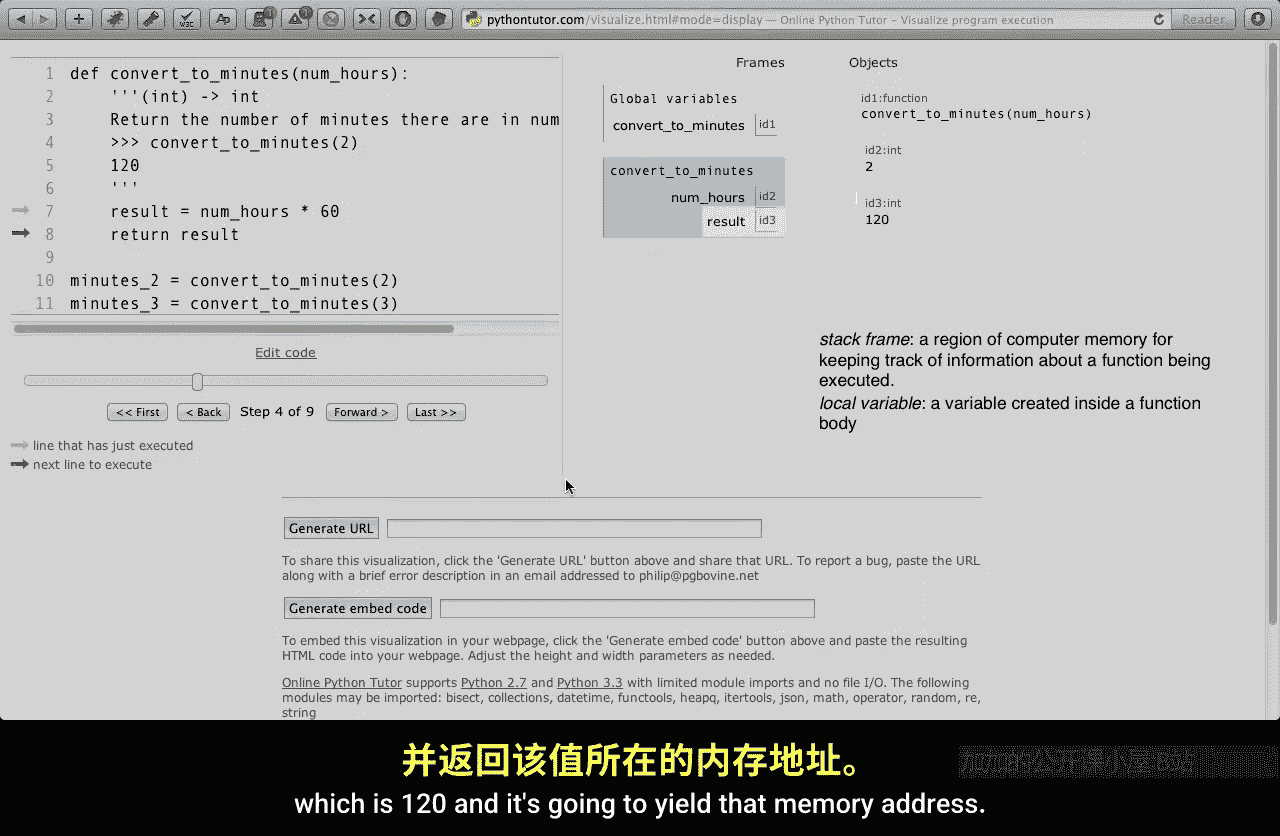 W3C
Ap
1
1
pythontutor.com/visualize.html#mode=display — Online Python Tutor – Visualize program execution
Reader
1 def convert_to_minutes(num_hours):
2 '''(int) -> int
3 Return the number of minutes there are in num
4 >>> convert_to_minutes(2)
5 120
6 '''
7 result = num_hours * 60
8 return result
9
10 minutes_2 = convert_to_minutes(2)
11 minutes_3 = convert_to_minutes(3)
Edit code
<< First
< Back
Step 4 of 9
Forward >
Last >>
line that has just executed
next line to execute
Frames
Objects
Global variables
convert_to_minutes id1
convert_to_minutes
num_hours id2
result id3
id1:function
convert_to_minutes(num_hours)
id2:int
2
id3:int
120
stack frame: a region of computer memory for
keeping track of information about a function being
executed.
local variable: a variable created inside a function
body
Generate URL
To share this visualization, click the 'Generate URL' button above and share that URL. To report a bug, paste the URL
along with a brief error description in an email addressed to philip@pgbovine.net
Generate embed code
To embed this visualization in your webpage, click the 'Generate embed code' button above and paste the resulting
HTML code into your webpage. Adjust the height and width parameters as needed.
Online Python Tutor supports Python 2.7 and Python 3.3 with limited module imports and no file I/O. The following
modules may be imported: bisect, collections, datetime, functools, heapq, itertools, json, math, operator, random, re,
string
并返回该值所在的内存地址。
which is 120 and it's going to yield that memory address.